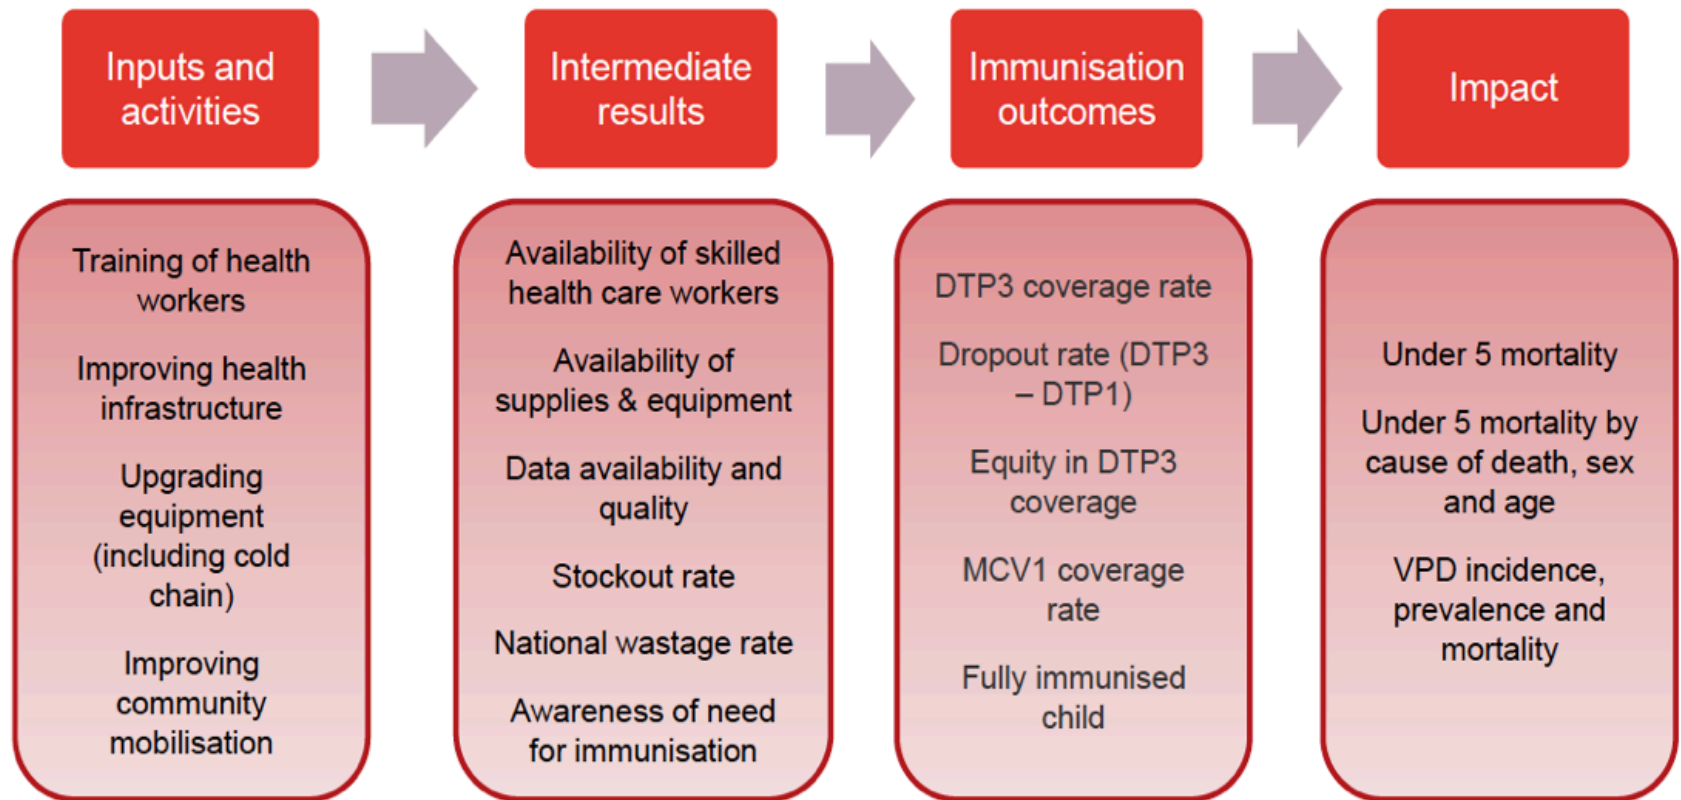 Inputs and
activities
Intermediate
results
Immunisation
outcomes
Impact
Training of health
workers
Improving health
infrastructure
Upgrading
equipment
(including cold
chain)
Improving
community
mobilisation
Availability of skilled
health care workers
Availability of
supplies & equipment
Data availability and
quality
Stockout rate
National wastage rate
Awareness of need
for immunisation
DTP3 coverage rate
Dropout rate (DTP3
– DTP1)
Equity in DTP3
coverage
MCV1 coverage
rate
Fully immunised
child
Under 5 mortality
Under 5 mortality by
cause of death, sex
and age
VPD incidence,
prevalence and
mortality